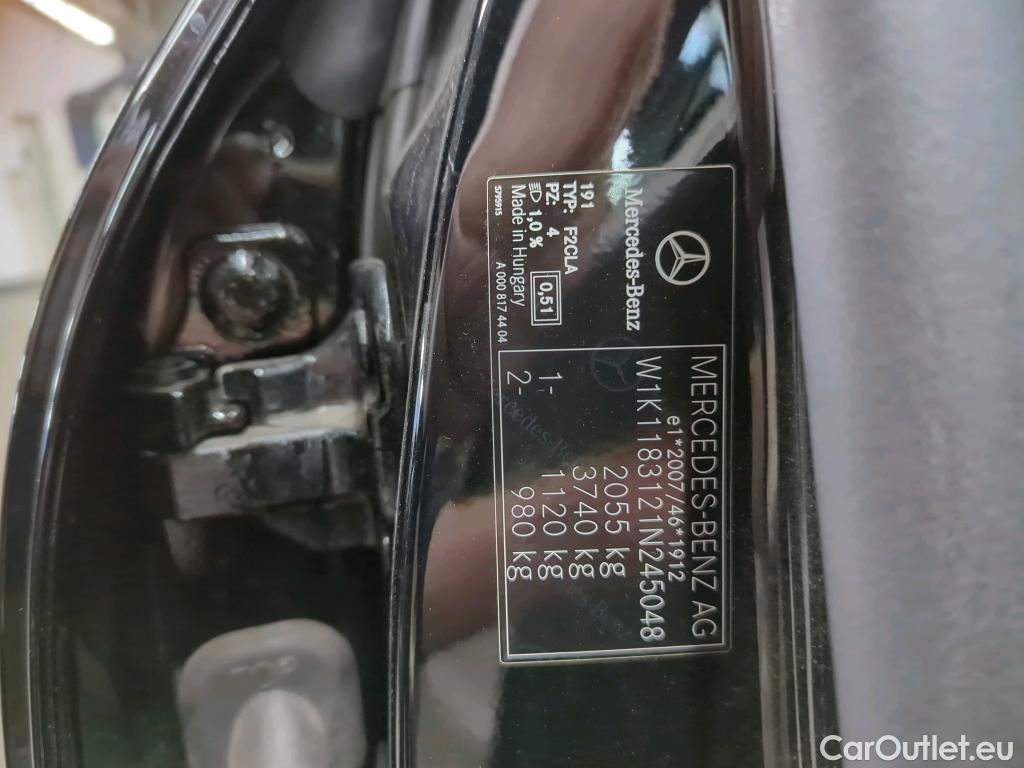 Mercedes-Benz
191
TYP: F2CLA
PZ: 4
1,0 % 0,51
Made in Hungary
5795915 A 000 817 44 04
MERCEDES-BENZ AG
e1*2007/46*1912
W1K1183121N245048
2055 kg
3740 kg
1- 1120 kg
2- 980 kg
CarOutlet.eu